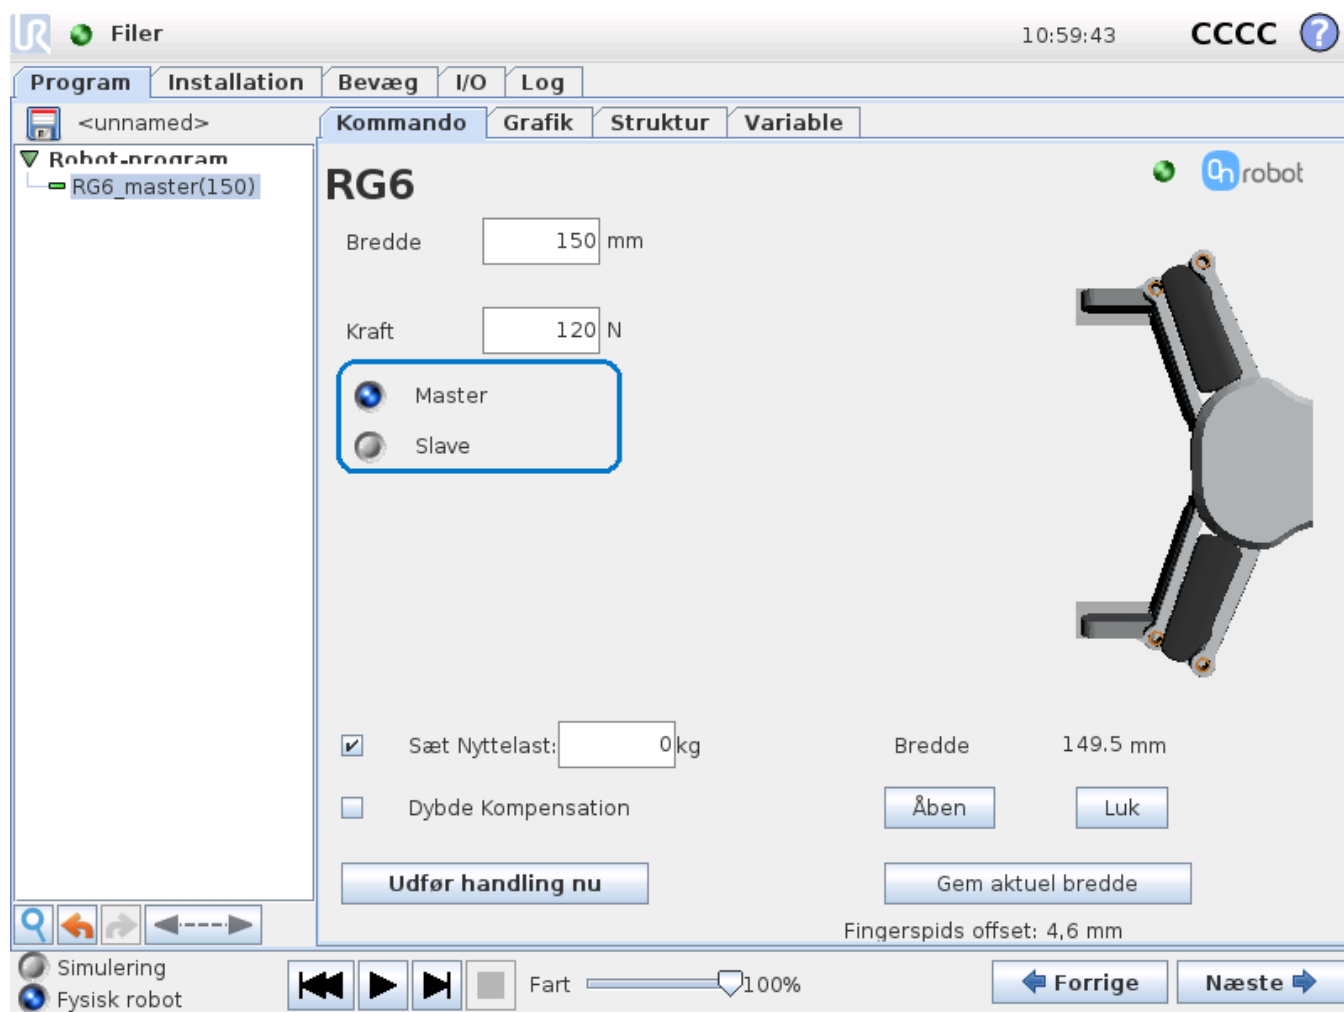 UR Filer 10:59:43 CCCC ?
Program Installation Bevæg I/O Log
<unnamed> Kommando Grafik Struktur Variable
Robot-program
RG6_master(150)
RG6
On robot
Bredde 150 mm
Kraft 120 N
Master
Slave
Sæt Nyttelast: 0 kg Bredde 149.5 mm
Dybde Kompensation Åben Luk
Udfør handling nu Gem aktuel bredde
Fingerspids offset: 4,6 mm
Simulering
Fysisk robot
Fart 100% Forrige Næste